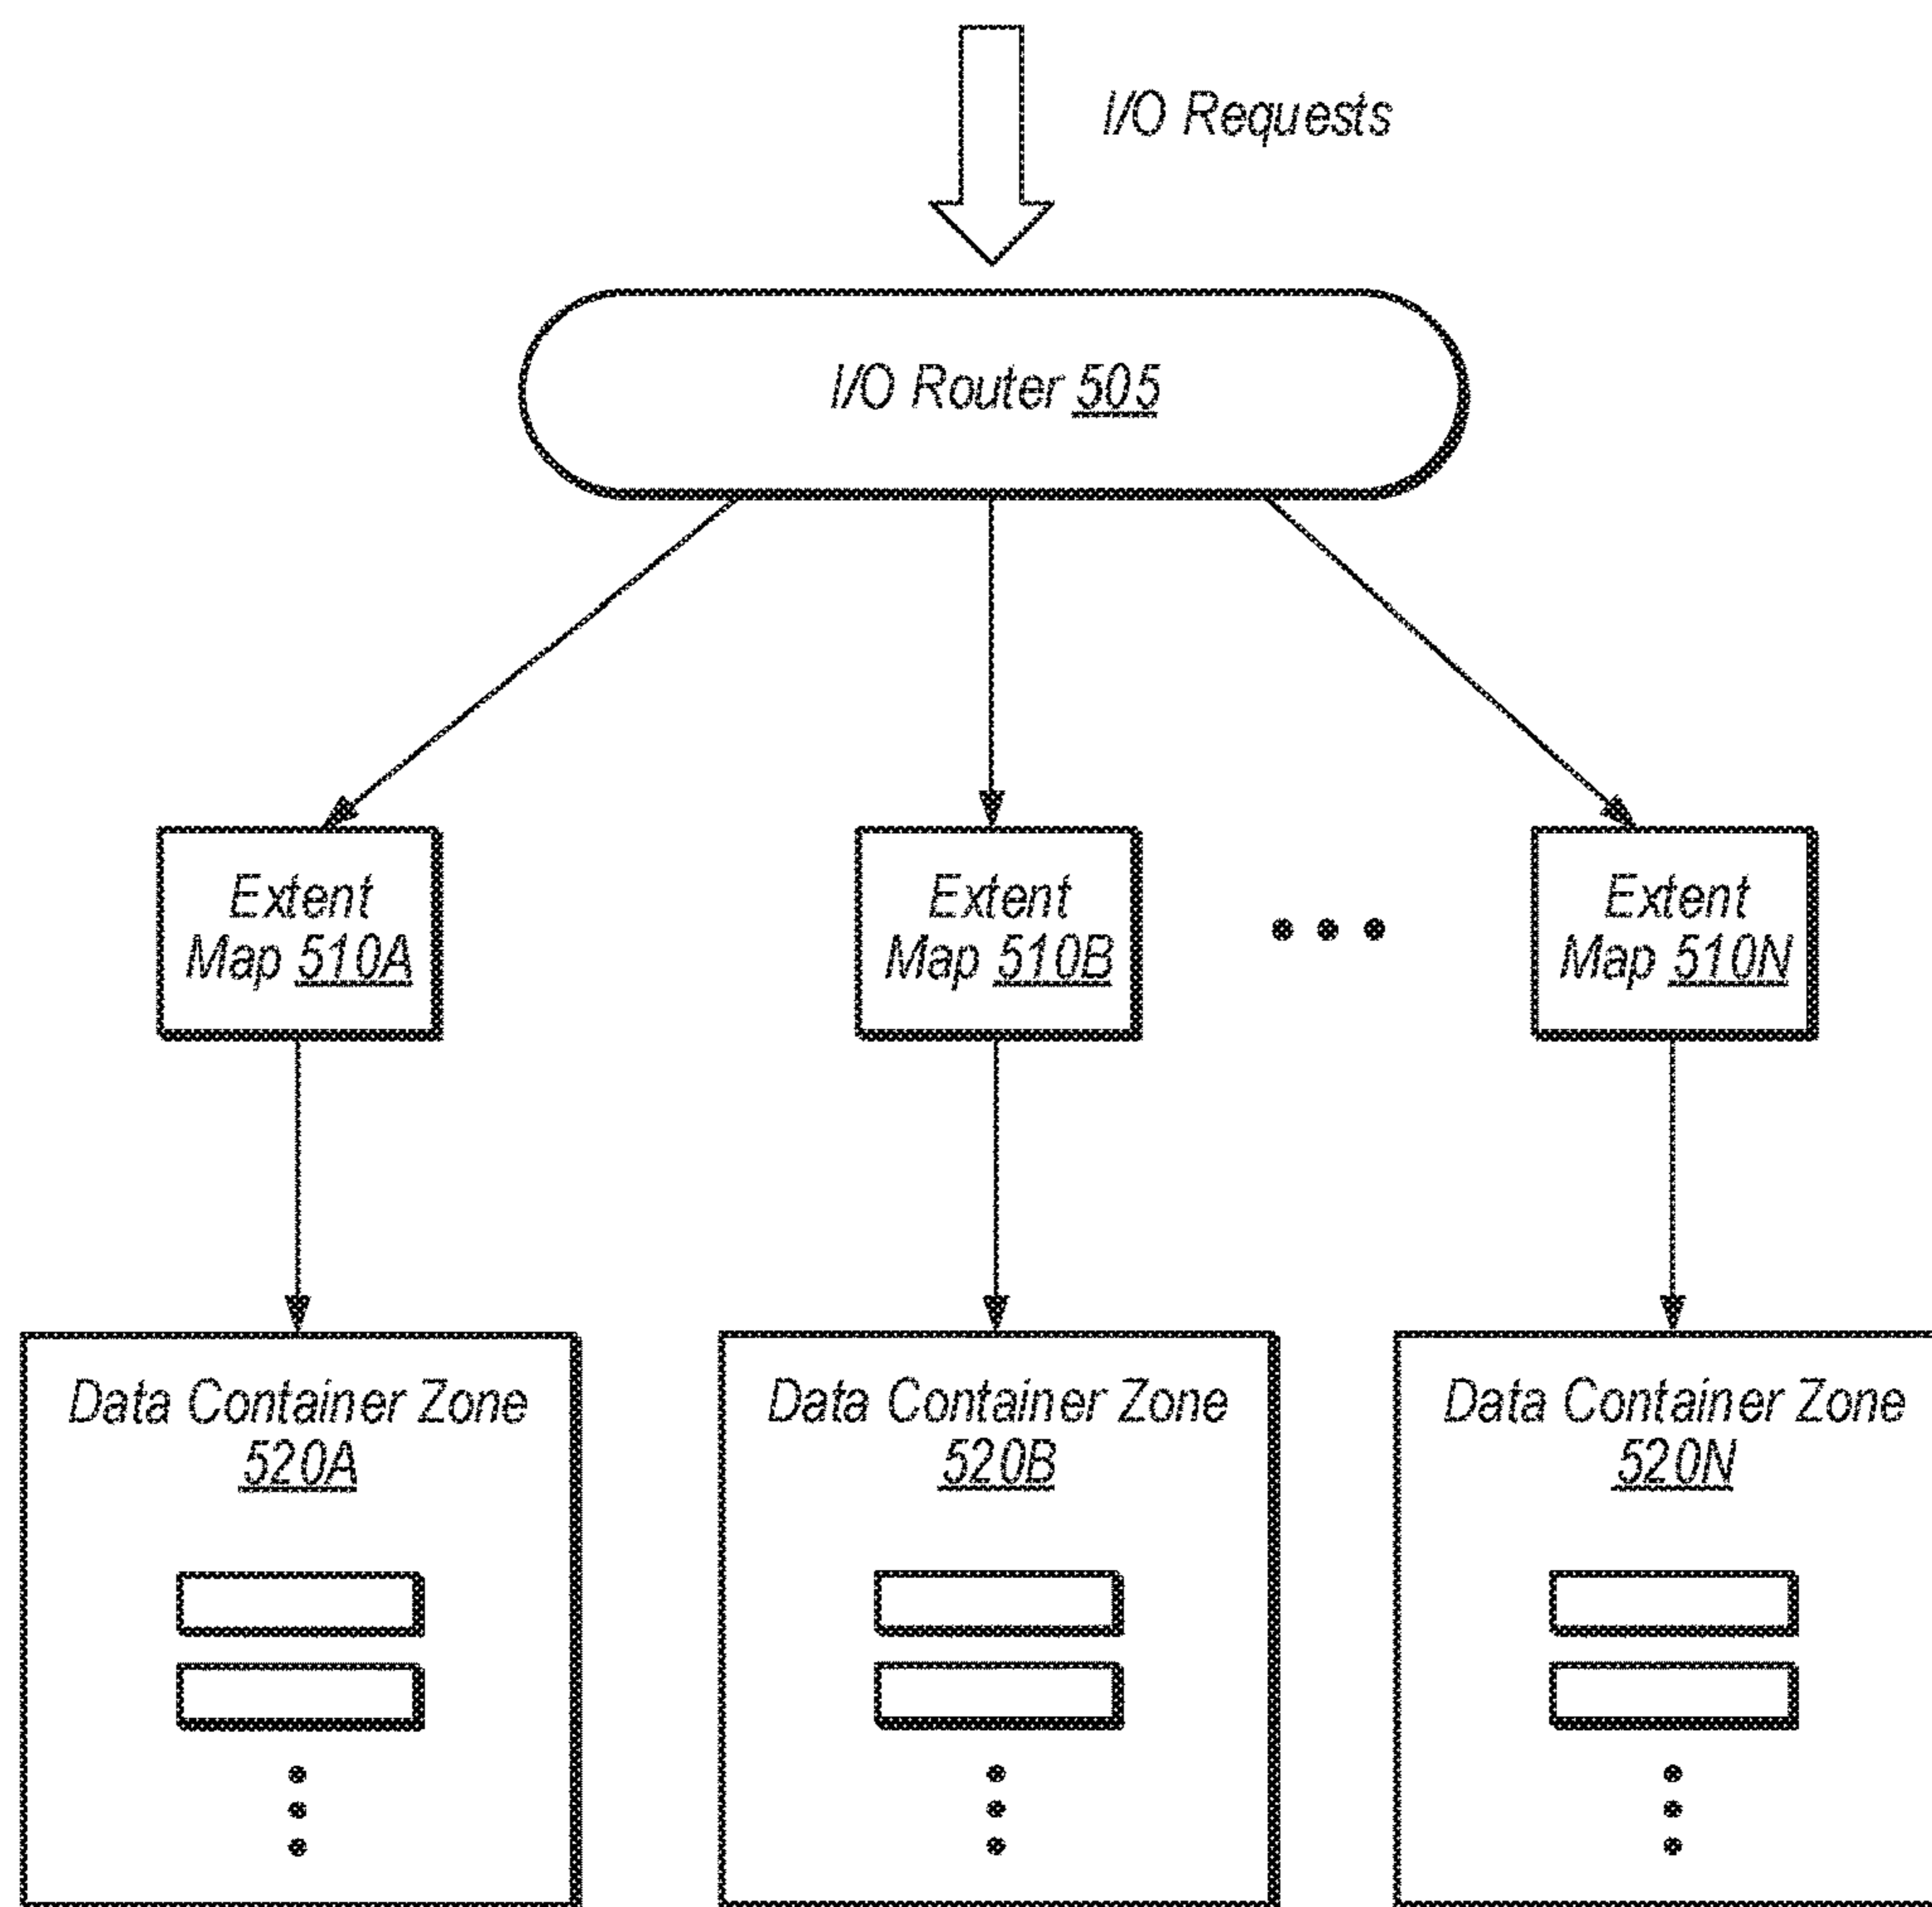 I/O Requests
I/O Router 505
Extent
Map 510A
Extent
Map 510B
Extent
Map 510N
Data Container Zone
520A
Data Container Zone
520B
Data Container Zone
520N